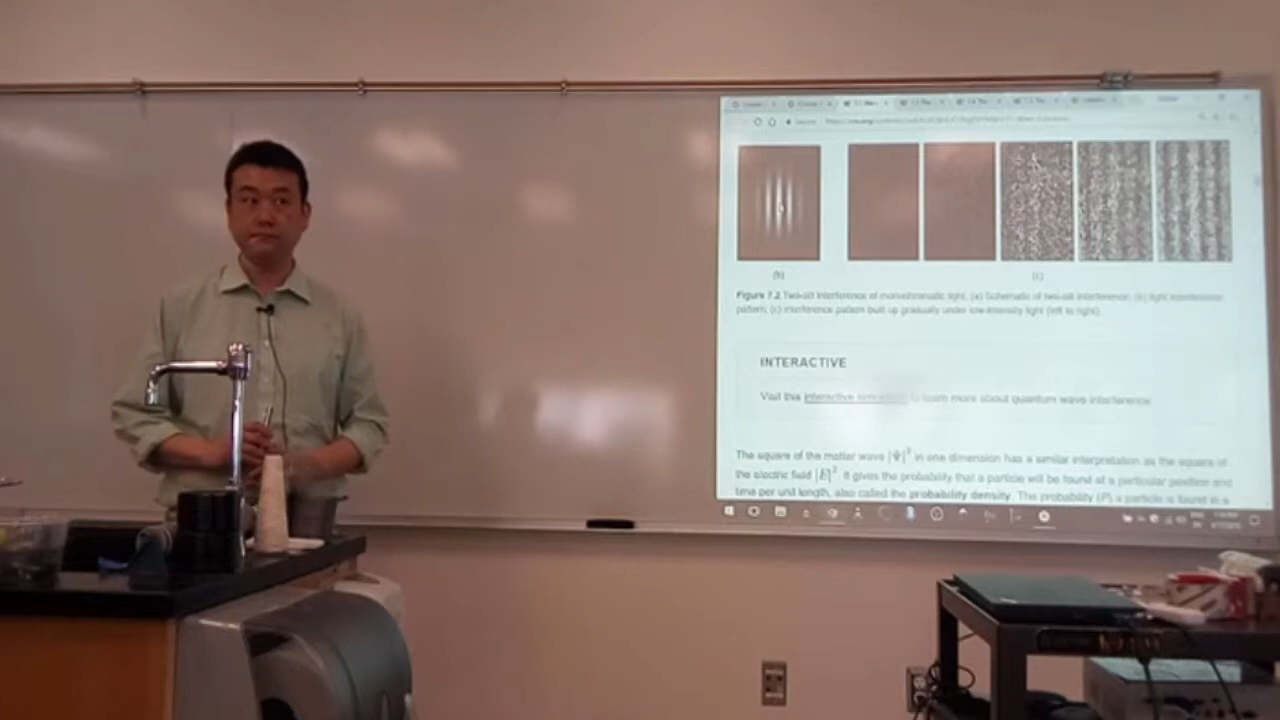 (b)
(c)
Figure 7.2 Two-slit interference of monochromatic light. (a) Schematic of two-slit interference; (b) light interference
pattern; (c) interference pattern built up gradually under low-intensity light (left to right).
INTERACTIVE
Visit this interactive to learn more about quantum wave interference.
The square of the matter wave |Ψ|² in one dimension has a similar interpretation as the square of
the electric field |E|². It gives the probability that a particle will be found at a particular position and
time per unit length, also called the probability density. The probability (P) a particle is found in a